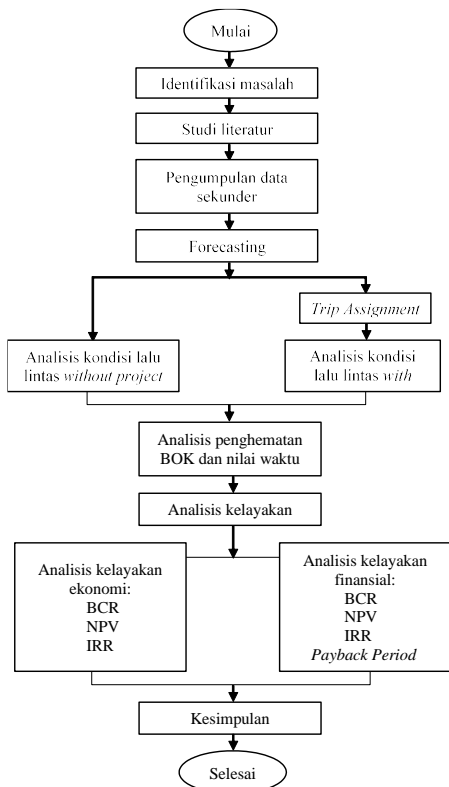 Mulai
Identifikasi masalah
Studi literatur
Pengumpulan data
sekunder
Forecasting
Trip Assignment
Analisis kondisi lalu
lintas without project
Analisis kondisi
lalu lintas with
Analisis penghematan
BOK dan nilai waktu
Analisis kelayakan
Analisis kelayakan
ekonomi:
BCR
NPV
IRR
Analisis kelayakan
finansial:
BCR
NPV
IRR
Payback Period
Kesimpulan
Selesai